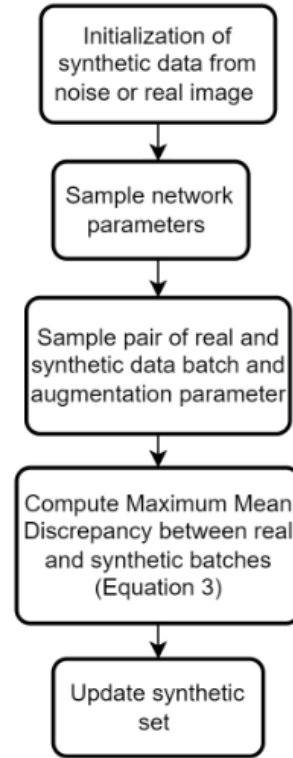 Initialization of
synthetic data from
noise or real image
Sample network
parameters
Sample pair of real and
synthetic data batch and
augmentation parameter
Compute Maximum Mean
Discrepancy between real
and synthetic batches
(Equation 3)
Update synthetic
set